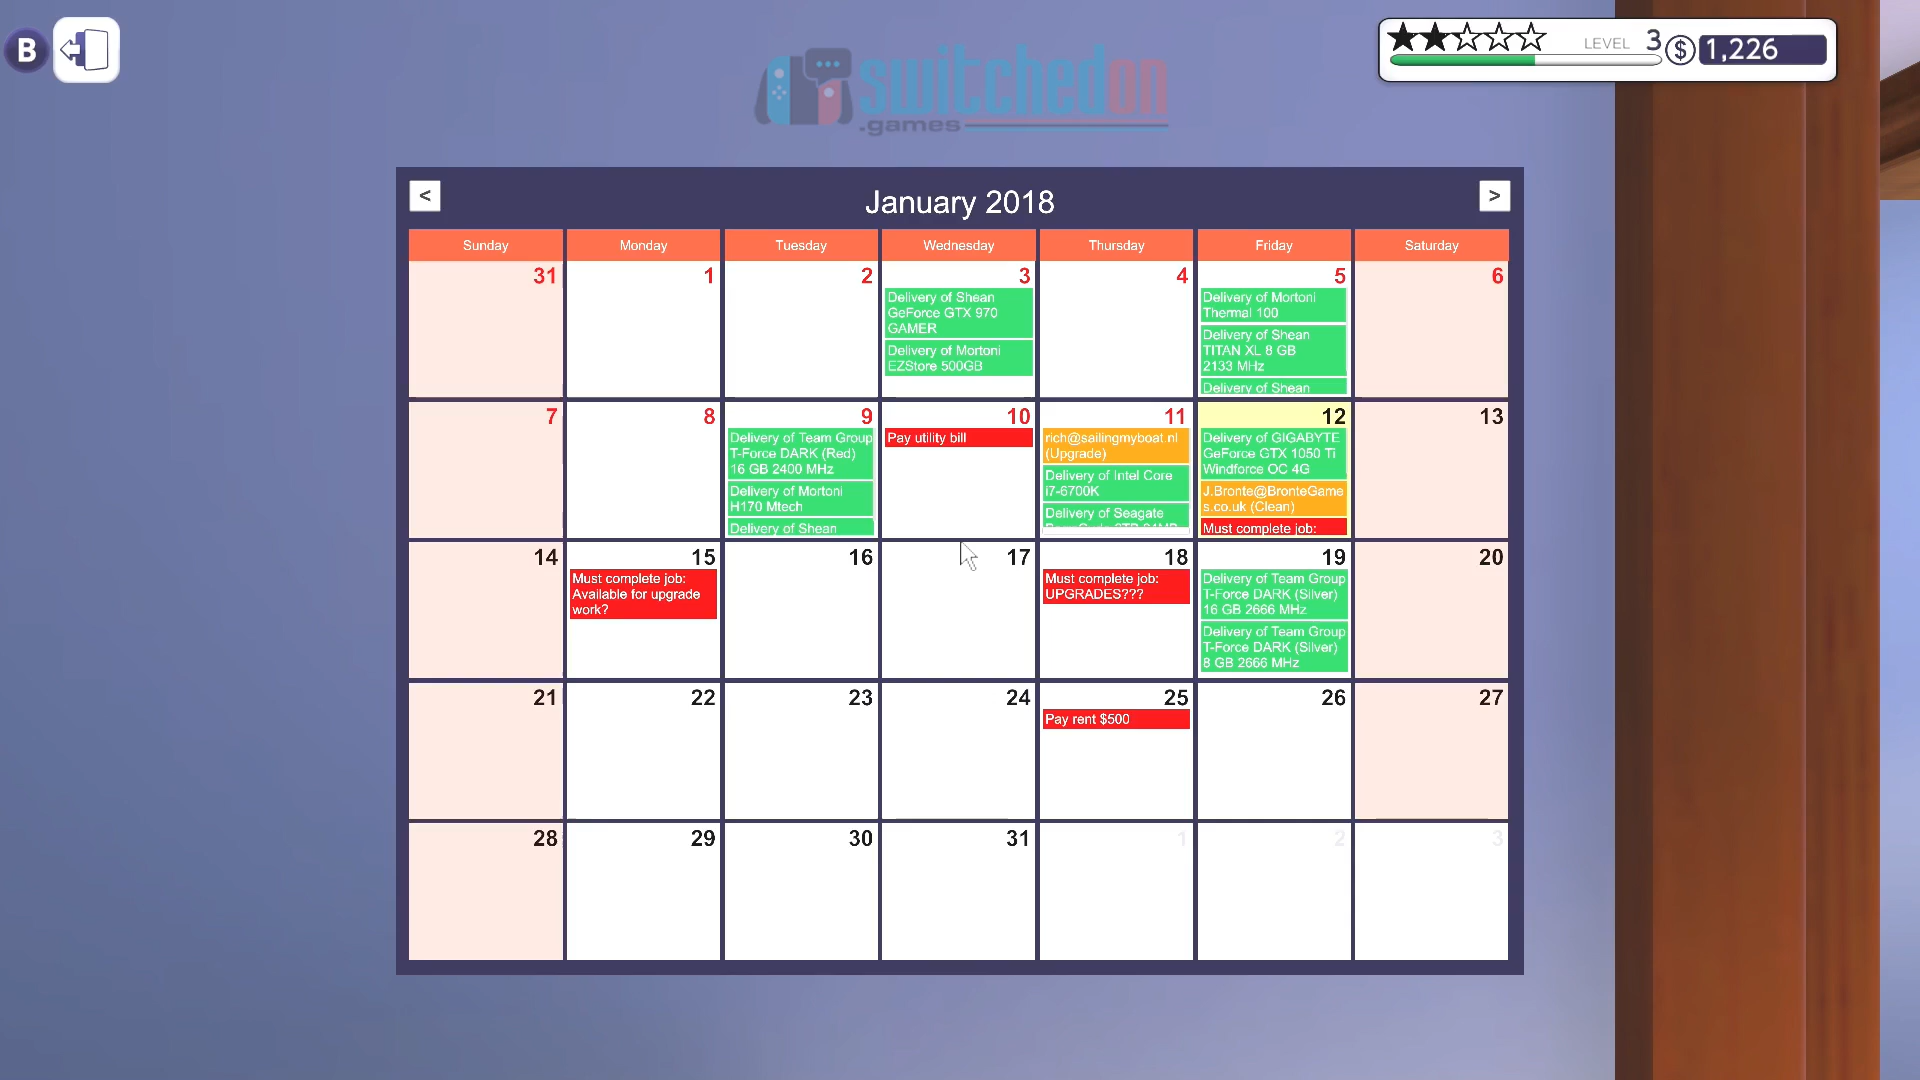 B
LEVEL 3
$ 1,226
switchedon
.games
<
January 2018
>
Sunday Monday Tuesday Wednesday Thursday Friday Saturday
31 1 2 3 4 5 6
Delivery of Shean
GeForce GTX 970
GAMER
Delivery of Mortoni
EZStore 500GB
Delivery of Mortoni
Thermal 100
Delivery of Shean
TITAN XL 8 GB
2133 MHz
Delivery of Shean
7 8 9 10 11 12 13
Delivery of Team Group
T-Force DARK (Red)
16 GB 2400 MHz
Delivery of Mortoni
H170 Mtech
Delivery of Shean
Pay utility bill
rich@sailingmyboat.nl
(Upgrade)
Delivery of Intel Core
i7-6700K
Delivery of Seagate
Delivery of GIGABYTE
GeForce GTX 1050 Ti
Windforce OC 4G
J.Bronte@BronteGame
s.co.uk (Clean)
Must complete job:
14 15 16 17 18 19 20
Must complete job:
Available for upgrade
work?
Must complete job:
UPGRADES???
Delivery of Team Group
T-Force DARK (Silver)
16 GB 2666 MHz
Delivery of Team Group
T-Force DARK (Silver)
8 GB 2666 MHz
21 22 23 24 25 26 27
Pay rent $500
28 29 30 31 1 2 3